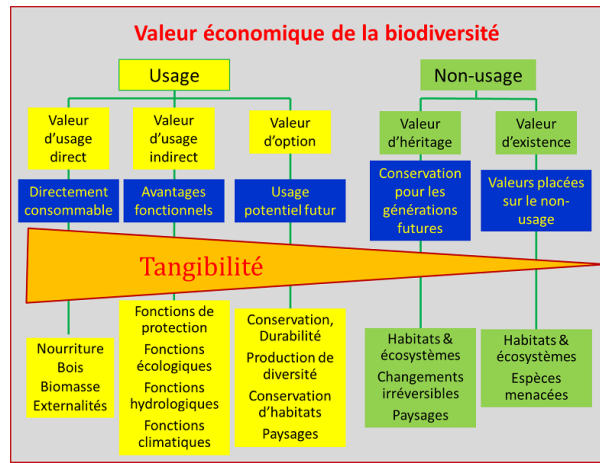 Valeur économique de la biodiversité
Usage
Non-usage
Valeur
d'usage
direct
Valeur
d'usage
indirect
Valeur
d'option
Valeur
d'héritage
Valeur
d'existence
Directement
consommable
Avantages
fonctionnels
Usage
potentiel futur
Conservation
pour les
générations
futures
Valeurs placées
sur le non-
usage
Tangibilité
Nourriture
Bois
Biomasse
Externalités
Fonctions de
protection
Fonctions
écologiques
Fonctions
hydrologiques
Fonctions
climatiques
Conservation,
Durabilité
Production de
diversité
Conservation
d'habitats
Paysages
Habitats &
écosystèmes
Changements
irréversibles
Paysages
Habitats &
écosystèmes
Espèces
menacées